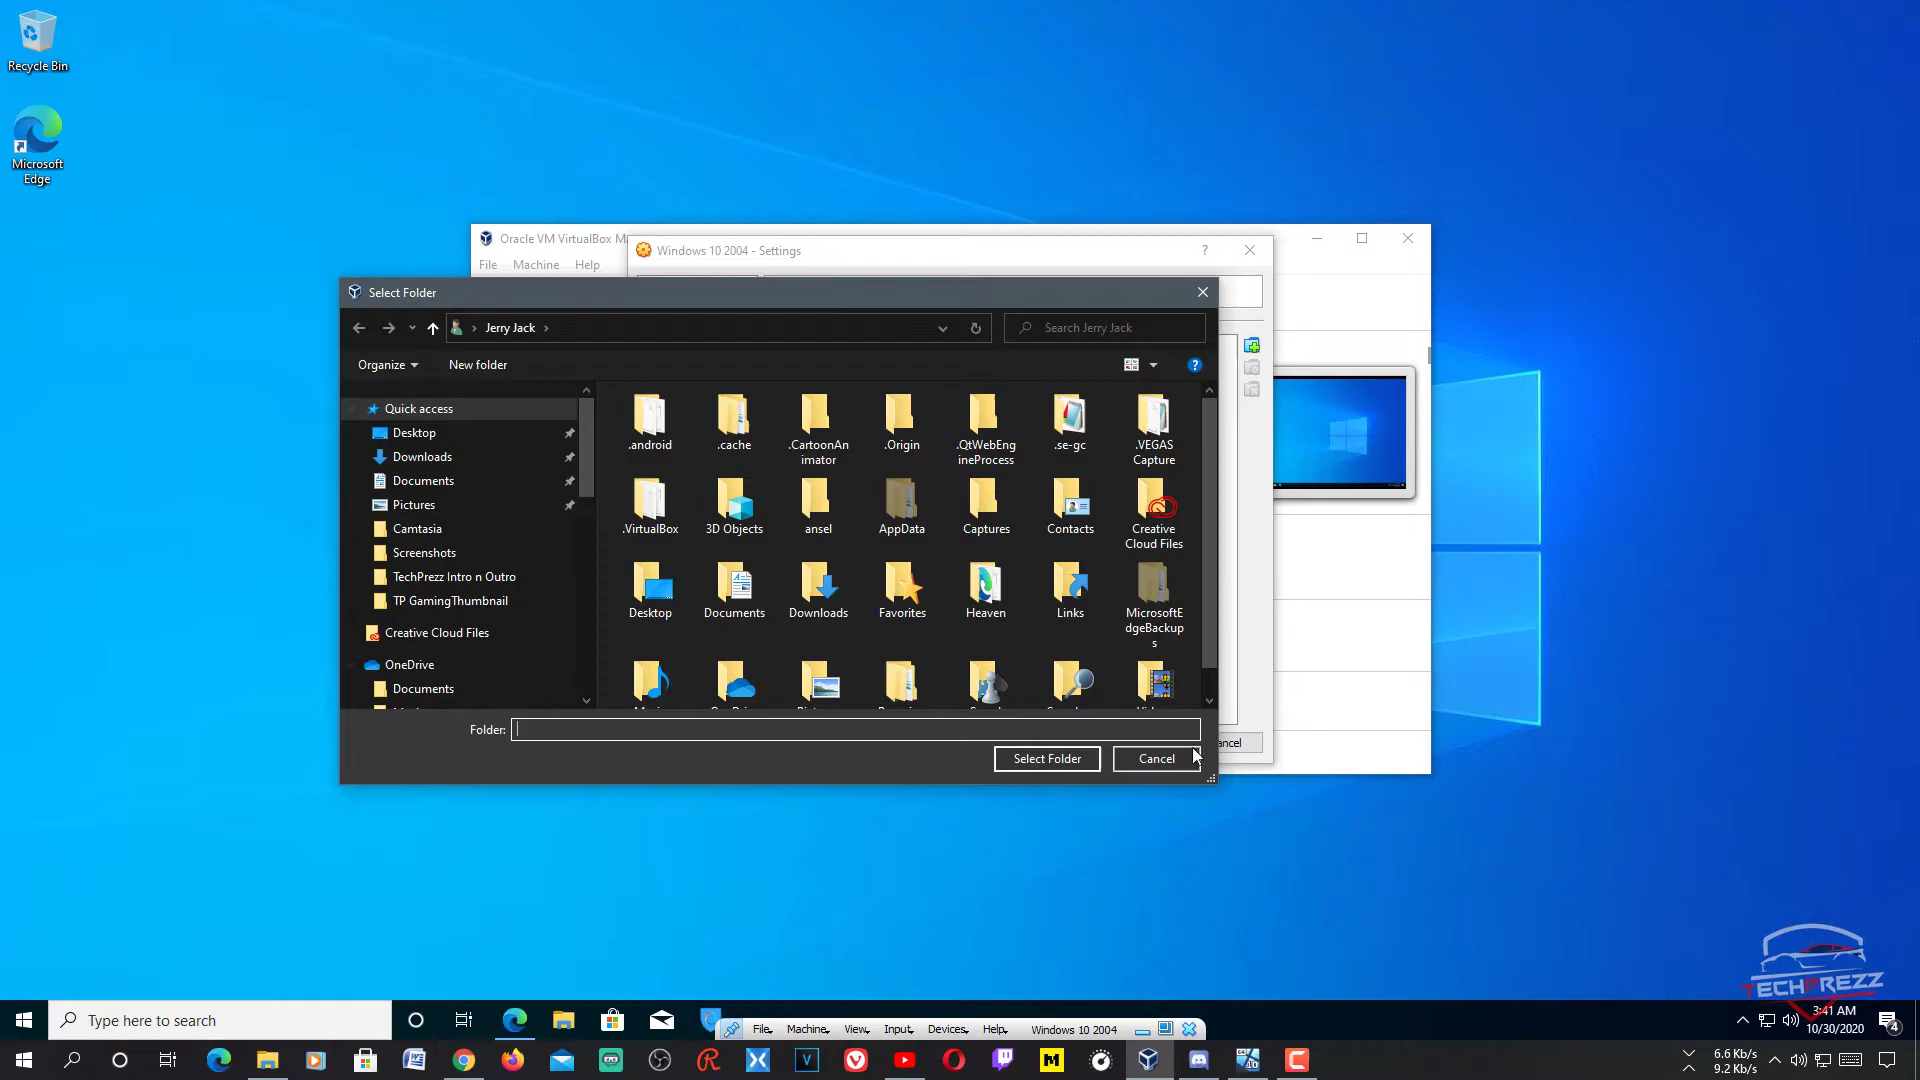 Recycle Bin
Microsoft
Edge
Oracle VM VirtualBox M
File Machine Help
Windows 10 2004 - Settings
?
Select Folder
Jerry Jack
Search Jerry Jack
Organize
New folder
?
Quick access
Desktop
Downloads
Documents
Pictures
Camtasia
Screenshots
TechPrezz Intro n Outro
TP GamingThumbnail
Creative Cloud Files
OneDrive
Documents
.android
.cache
.CartoonAn
imator
.Origin
.QtWebEng
ineProcess
.se-gc
.VEGAS
Capture
.VirtualBox
3D Objects
ansel
AppData
Captures
Contacts
Creative
Cloud Files
Desktop
Documents
Downloads
Favorites
Heaven
Links
MicrosoftE
dgeBackup
s
Folder:
Select Folder
Cancel
ancel
TECHPREZZ
Type here to search
File Machine View Input Devices Help Windows 10 2004
3:41 AM
10/30/2020
4
6.6 Kb/s
9.2 Kb/s